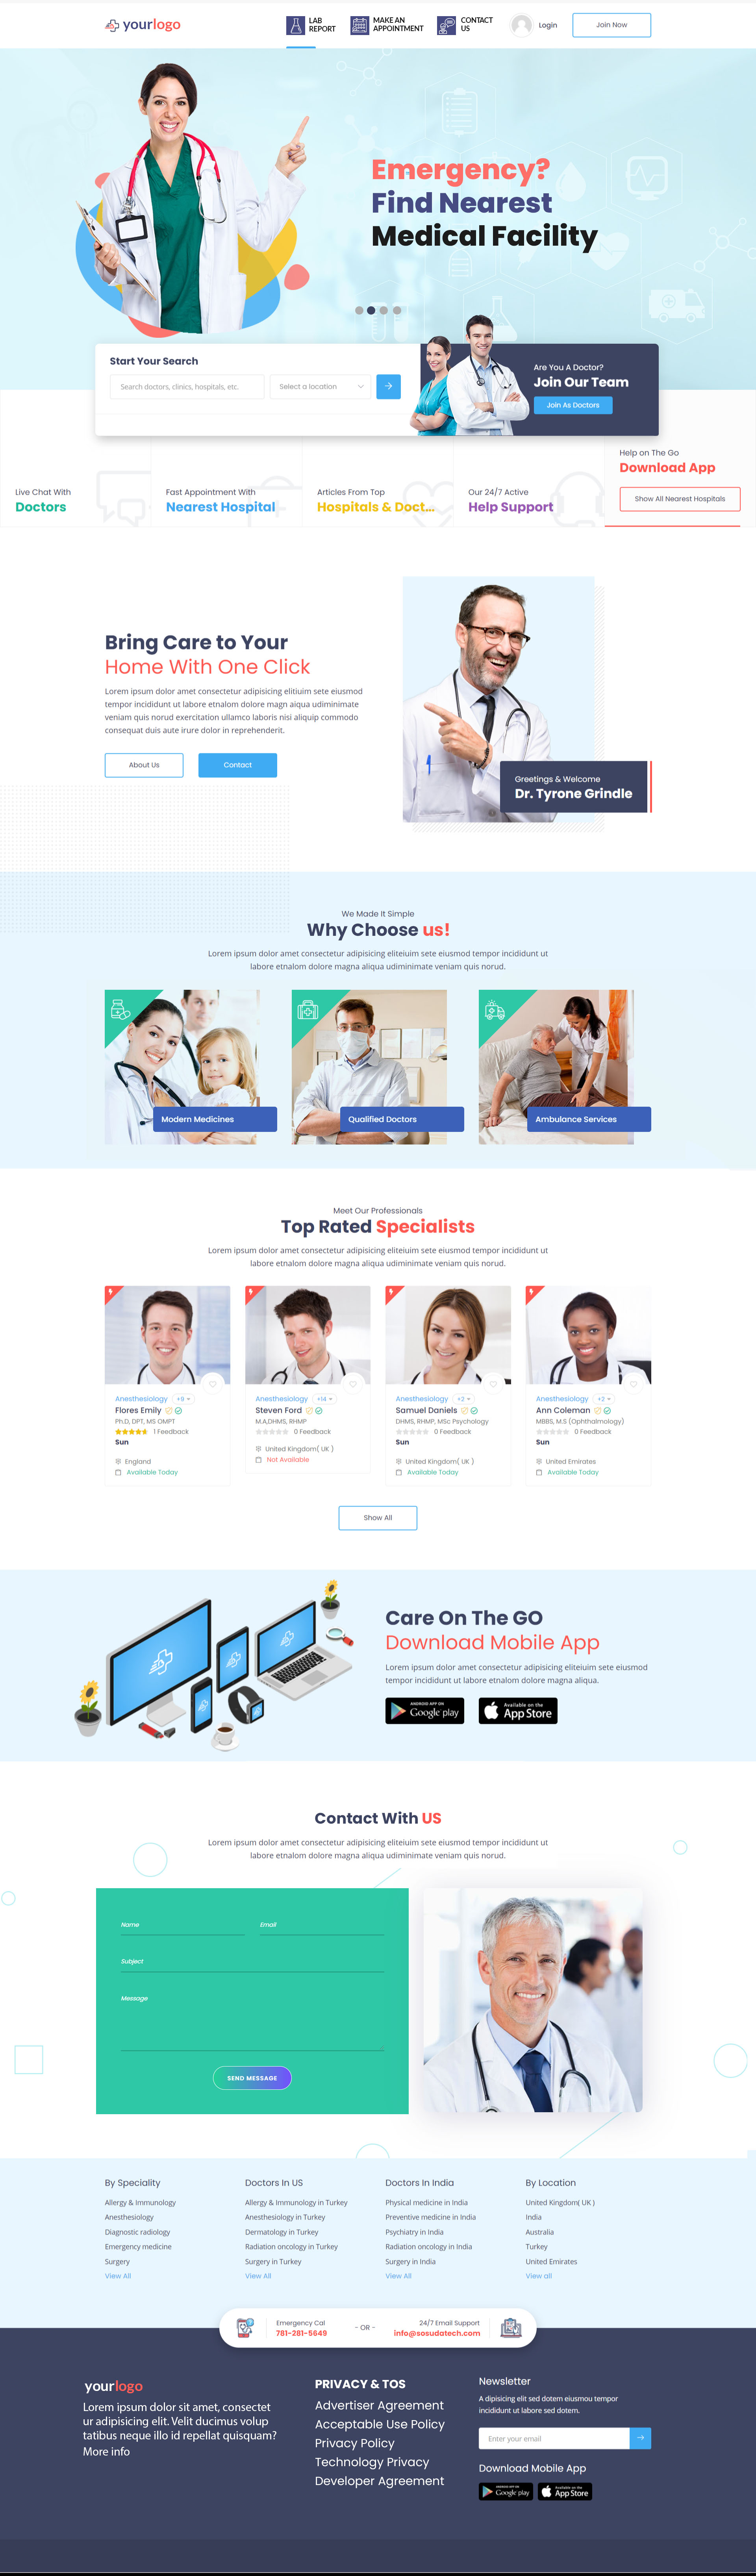 yourlogo
LAB
REPORT
MAKE AN
APPOINTMENT
CONTACT
US
Login
Join Now
Emergency?
Find Nearest
Medical Facility
Start Your Search
Search doctors, clinics, hospitals, etc.
Select a location
Are You A Doctor?
Join Our Team
Join As Doctors
Live Chat With
Doctors
Fast Appointment With
Nearest Hospital
Articles From Top
Hospitals & Doct...
Our 24/7 Active
Help Support
Help on The Go
Download App
Show All Nearest Hospitals
Bring Care to Your
Home With One Click
Lorem ipsum dolor amet consectetur adipisicing elitiuim sete eiusmod
tempor incididunt ut labore etnalom dolore magn aiqua udiminimate
veniam quis norud exercitation ullamco laboris nisi aliquip commodo
consequat duis aute irure dolor in reprehenderit.
About Us
Contact
Greetings & Welcome
Dr. Tyrone Grindle
We Made It Simple
Why Choose us!
Lorem ipsum dolor amet consectetur adipisicing eliteiuim sete eiusmod tempor incididunt ut
labore etnalom dolore magna aliqua udiminimate veniam quis norud.
Modern Medicines
Qualified Doctors
Ambulance Services
Meet Our Professionals
Top Rated Specialists
Lorem ipsum dolor amet consectetur adipisicing eliteiuim sete eiusmod tempor incididunt ut
labore etnalom dolore magna aliqua udiminimate veniam quis norud.
Anesthesiology +9
Flores Emily
Ph.D, DPT, MS OMPT
1 Feedback
Sun
England
Available Today
Anesthesiology +14
Steven Ford
M.A,DHMS, RHMP
0 Feedback
United Kingdom( UK )
Not Available
Anesthesiology +2
Samuel Daniels
DHMS, RHMP, MSc Psychology
0 Feedback
Sun
United Kingdom( UK )
Available Today
Anesthesiology +2
Ann Coleman
MBBS, M.S (Ophthalmology)
0 Feedback
Sun
United Emirates
Available Today
Show All
Care On The GO
Download Mobile App
Lorem ipsum dolor amet consectetur adipisicing eliteiuim sete eiusmod
tempor incididunt ut labore etnalom dolore magna aliqua.
ANDROID APP ON
Google play
Available on the
App Store
Contact With US
Lorem ipsum dolor amet consectetur adipisicing eliteiuim sete eiusmod tempor incididunt ut
labore etnalom dolore magna aliqua udiminimate veniam quis norud.
Name
Email
Subject
Message
SEND MESSAGE
By Speciality
Allergy & Immunology
Anesthesiology
Diagnostic radiology
Emergency medicine
Surgery
View All
Doctors In US
Allergy & Immunology in Turkey
Anesthesiology in Turkey
Dermatology in Turkey
Radiation oncology in Turkey
Surgery in Turkey
View All
Doctors In India
Physical medicine in India
Preventive medicine in India
Psychiatry in India
Radiation oncology in India
Surgery in India
View All
By Location
United Kingdom( UK )
India
Australia
Turkey
United Emirates
View all
Emergency Cal
781-281-5649
- OR -
24/7 Email Support
info@sosudatech.com
yourlogo
Lorem ipsum dolor sit amet, consectet
ur adipisicing elit. Velit ducimus volup
tatibus neque illo id repellat quisquam?
More info
PRIVACY & TOS
Advertiser Agreement
Acceptable Use Policy
Privacy Policy
Technology Privacy
Developer Agreement
Newsletter
A dipisicing elit sed dotem eiusmou tempor
incididunt ut labore sed dotem.
Enter your email
Download Mobile App
ANDROID APP ON
Google play
Available on the
App Store